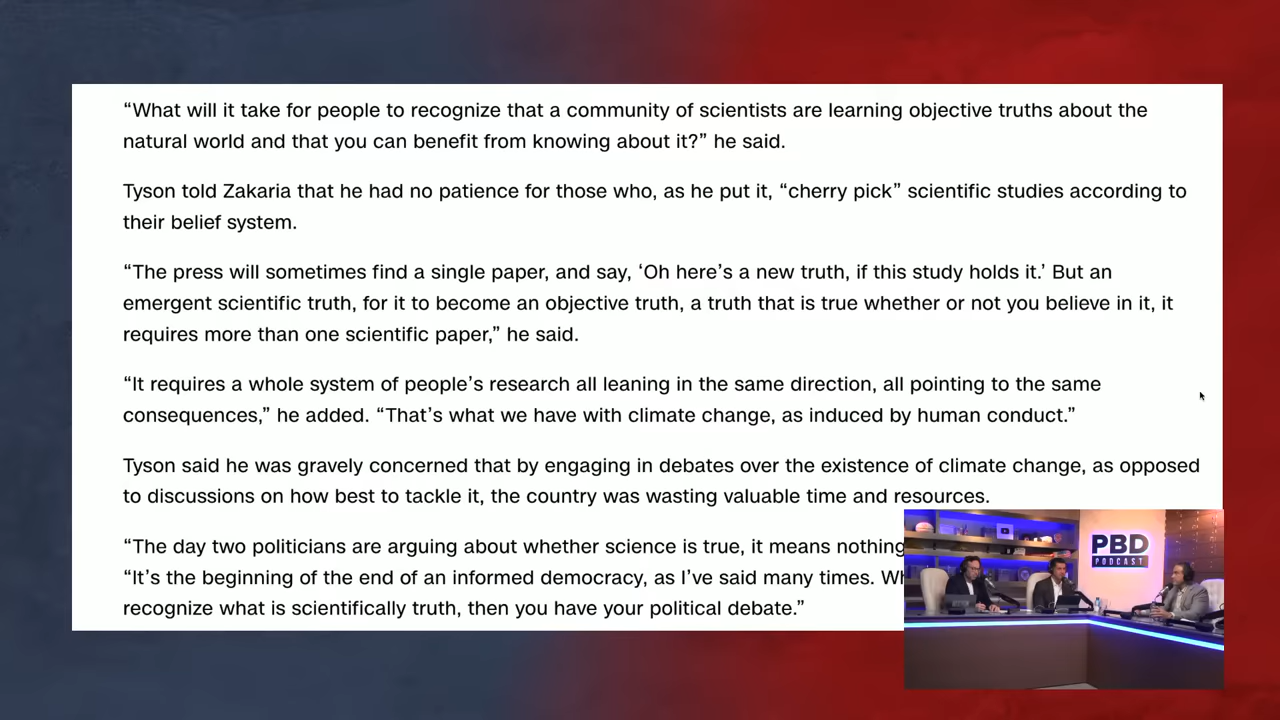 “What will it take for people to recognize that a community of scientists are learning objective truths about the
natural world and that you can benefit from knowing about it?” he said.
Tyson told Zakaria that he had no patience for those who, as he put it, “cherry pick” scientific studies according to
their belief system.
“The press will sometimes find a single paper, and say, ‘Oh here’s a new truth, if this study holds it.’ But an
emergent scientific truth, for it to become an objective truth, a truth that is true whether or not you believe in it, it
requires more than one scientific paper,” he said.
“It requires a whole system of people’s research all leaning in the same direction, all pointing to the same
consequences,” he added. “That’s what we have with climate change, as induced by human conduct.”
Tyson said he was gravely concerned that by engaging in debates over the existence of climate change, as opposed
to discussions on how best to tackle it, the country was wasting valuable time and resources.
“The day two politicians are arguing about whether science is true, it means nothing
“It’s the beginning of the end of an informed democracy, as I’ve said many times.
recognize what is scientifically truth, then you have your political debate.”
PBD
PODCAST